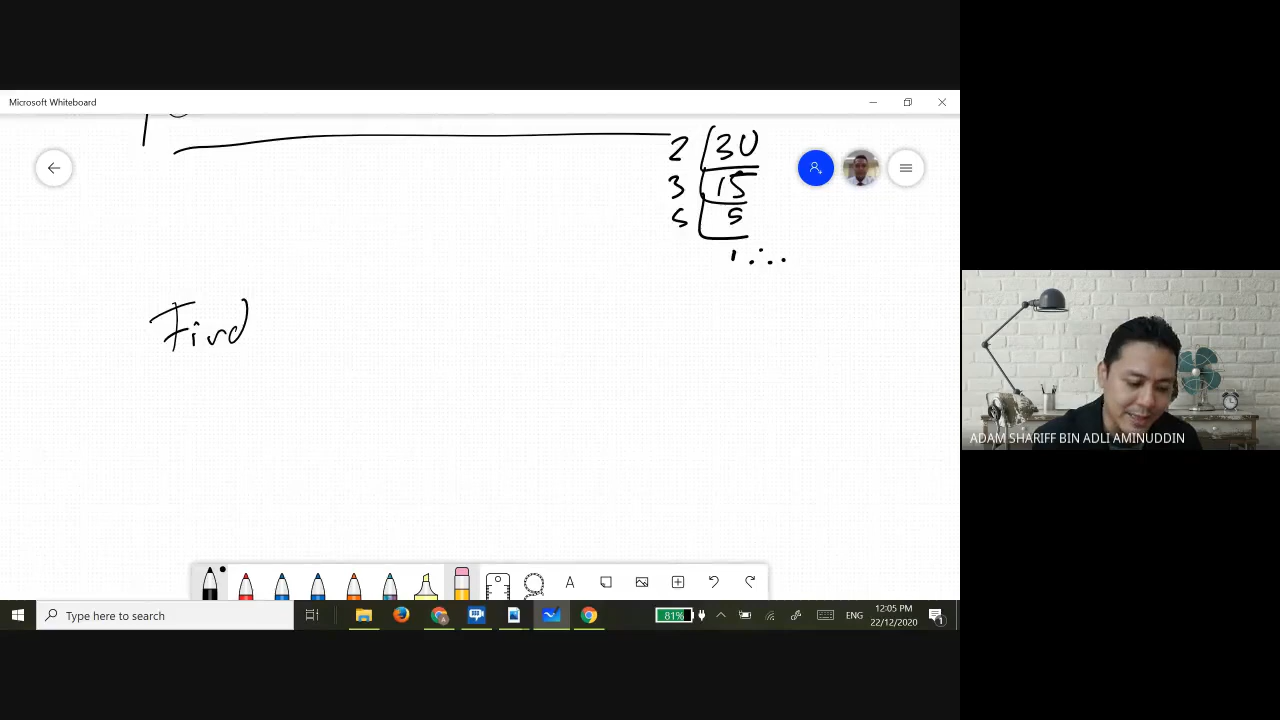 Microsoft Whiteboard
2 30
3 15
5 5
1
Find
ADAM SHARIFF BIN ADLI AMINUDDIN
A
Type here to search
81%
ENG
12:05 PM
22/12/2020
1